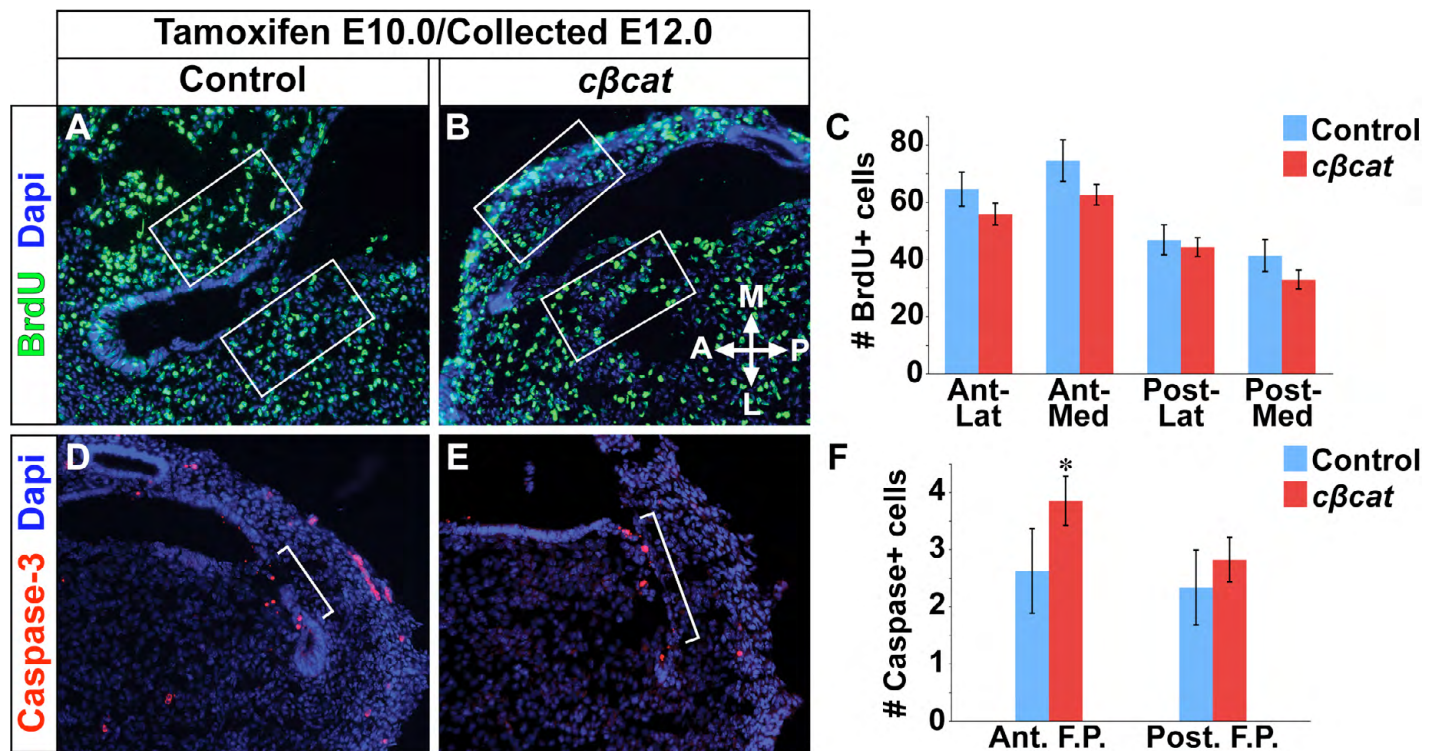 Tamoxifen E10.0/Collected E12.0
Control
cβcat
BrdU Dapi
A
B
M
A P
L
C
Control
cβcat
# BrdU+ cells
80
60
40
20
0
Ant-Lat
Ant-Med
Post-Lat
Post-Med
Caspase-3 Dapi
D
E
F
Control
cβcat
*
# Caspase+ cells
4
3
2
1
0
Ant. F.P.
Post. F.P.